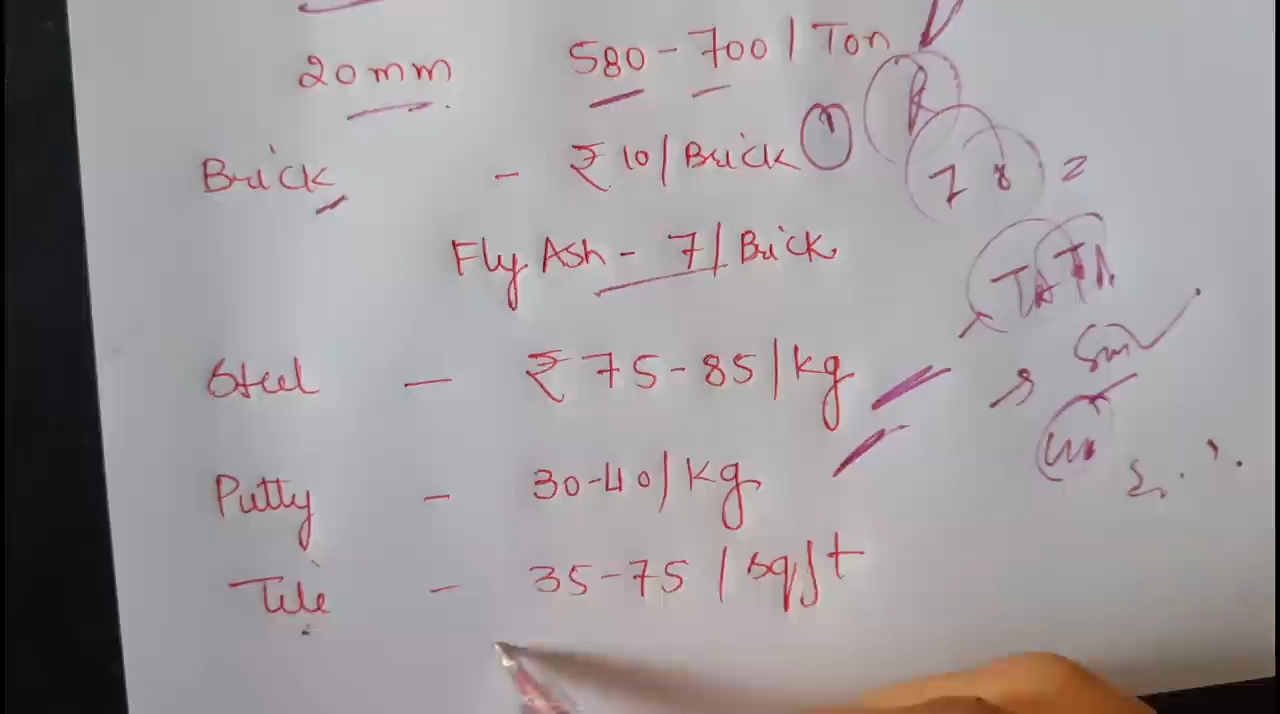 20mm 580-700/Ton
Brick - ₹10/Brick
Fly Ash - 7/Brick
Steel - ₹75-85/kg
Putty - 30-40/kg
Tile - 35-75/sqft
TATA